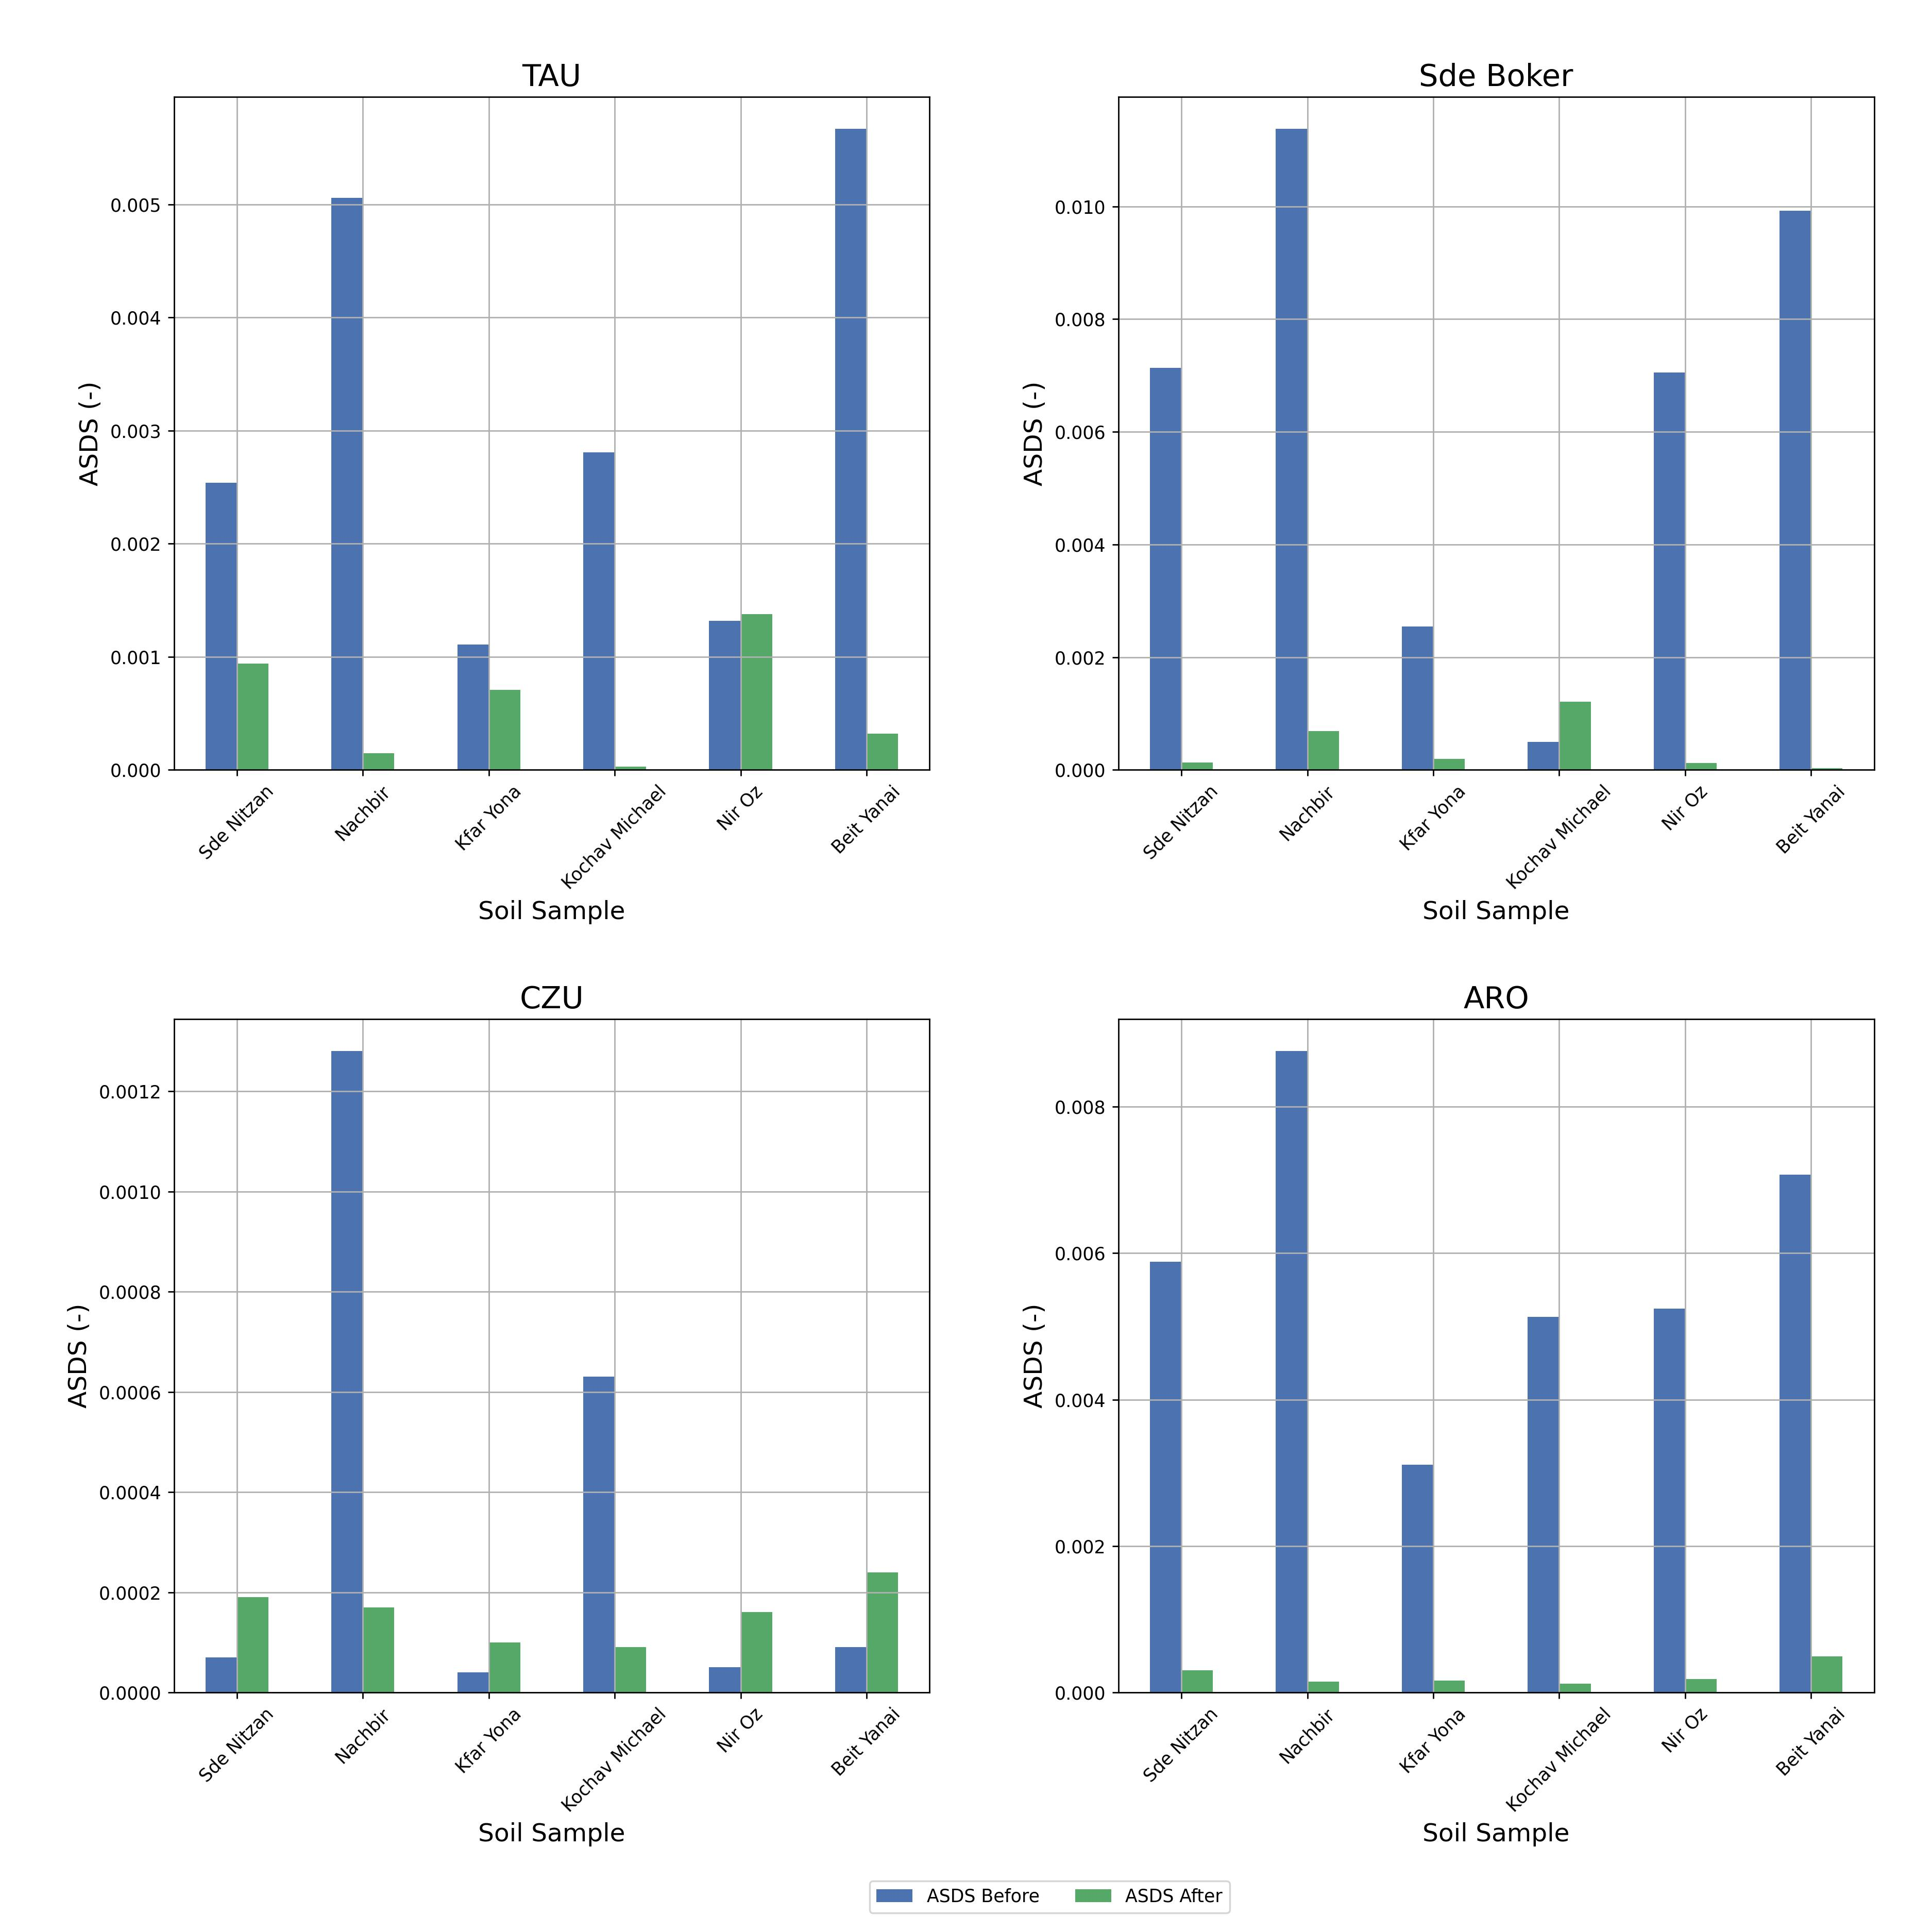 TAU
ASDS (-)
0.005
0.004
0.003
0.002
0.001
0.000
Sde Nitzan
Nachbir
Kfar Yona
Kochav Michael
Nir Oz
Beit Yanai
Soil Sample
Sde Boker
ASDS (-)
0.010
0.008
0.006
0.004
0.002
0.000
Sde Nitzan
Nachbir
Kfar Yona
Kochav Michael
Nir Oz
Beit Yanai
Soil Sample
CZU
ASDS (-)
0.0012
0.0010
0.0008
0.0006
0.0004
0.0002
0.0000
Sde Nitzan
Nachbir
Kfar Yona
Kochav Michael
Nir Oz
Beit Yanai
Soil Sample
ARO
ASDS (-)
0.008
0.006
0.004
0.002
0.000
Sde Nitzan
Nachbir
Kfar Yona
Kochav Michael
Nir Oz
Beit Yanai
Soil Sample
ASDS Before
ASDS After